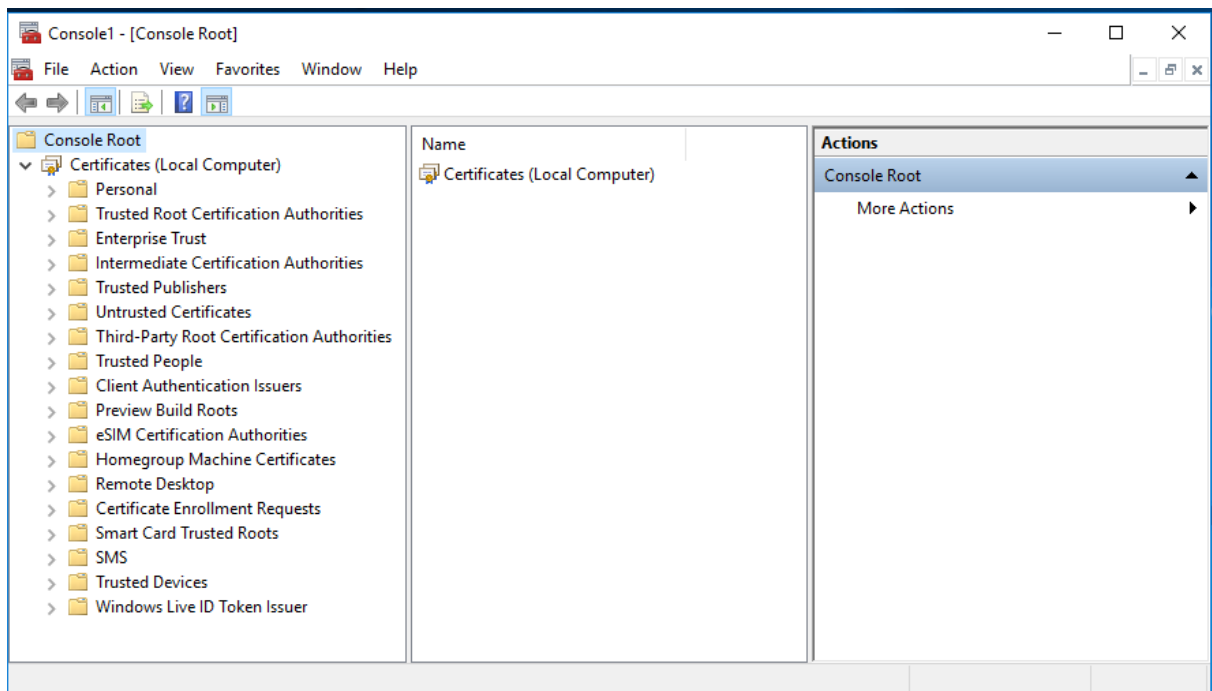 Console1 - [Console Root]
File Action View Favorites Window Help
Console Root
Certificates (Local Computer)
Personal
Trusted Root Certification Authorities
Enterprise Trust
Intermediate Certification Authorities
Trusted Publishers
Untrusted Certificates
Third-Party Root Certification Authorities
Trusted People
Client Authentication Issuers
Preview Build Roots
eSIM Certification Authorities
Homegroup Machine Certificates
Remote Desktop
Certificate Enrollment Requests
Smart Card Trusted Roots
SMS
Trusted Devices
Windows Live ID Token Issuer
Name
Certificates (Local Computer)
Actions
Console Root
More Actions